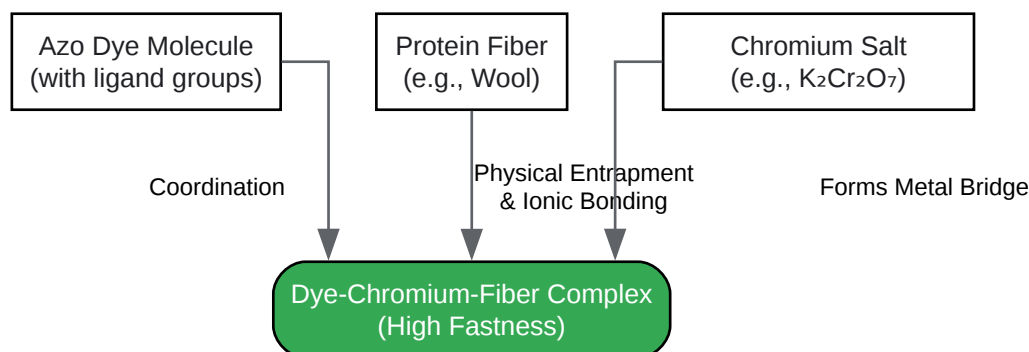 Azo Dye Molecule
(with ligand groups)
Protein Fiber
(e.g., Wool)
Chromium Salt
(e.g., K₂Cr₂O₇)
Coordination
Physical Entrapment
& Ionic Bonding
Forms Metal Bridge
Dye-Chromium-Fiber Complex
(High Fastness)